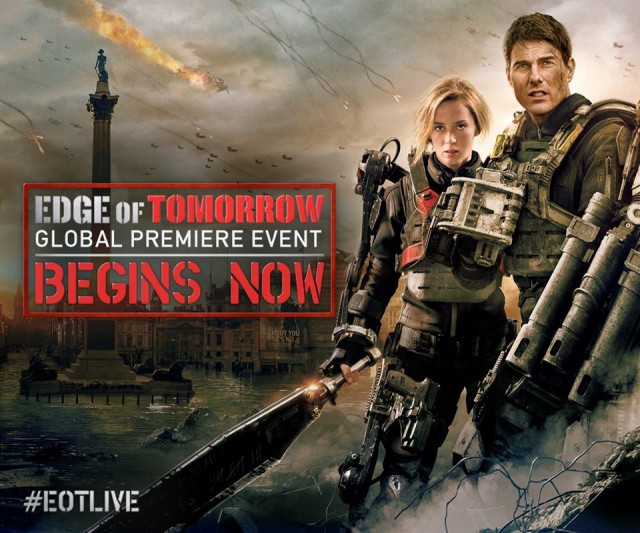 EDGE OF TOMORROW
GLOBAL PREMIERE EVENT
BEGINS NOW
#EOTLIVE